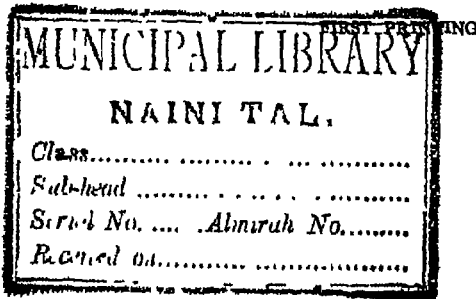 FIRST PRINTING
MUNICIPAL LIBRARY
NAINI TAL.
Class.................................
Sub-head .................................
Serial No. ..... .Almirah No.........
Received on.................................